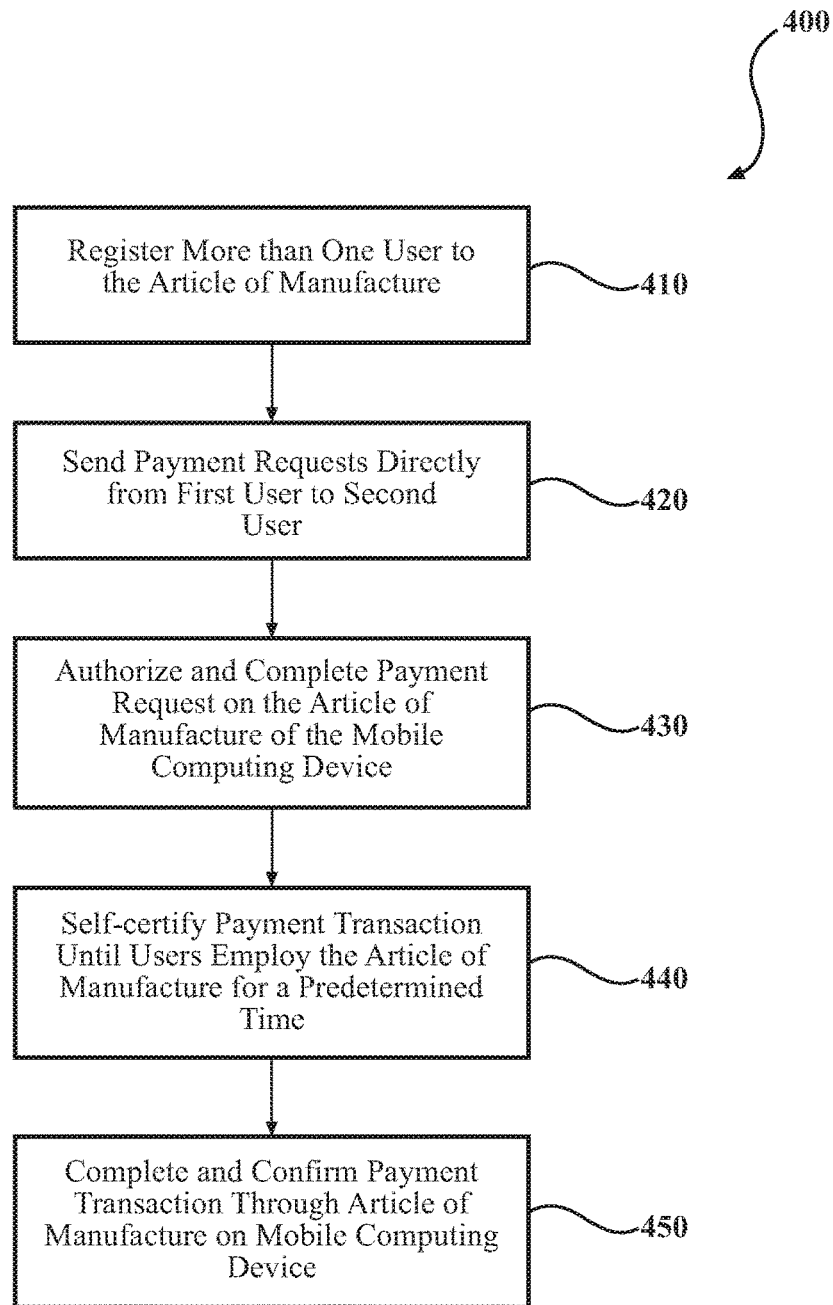 400
Register More than One User to
the Article of Manufacture
410
Send Payment Requests Directly
from First User to Second
User
420
Authorize and Complete Payment
Request on the Article of
Manufacture of the Mobile
Computing Device
430
Self-certify Payment Transaction
Until Users Employ the Article of
Manufacture for a Predetermined
Time
440
Complete and Confirm Payment
Transaction Through Article of
Manufacture on Mobile Computing
Device
450